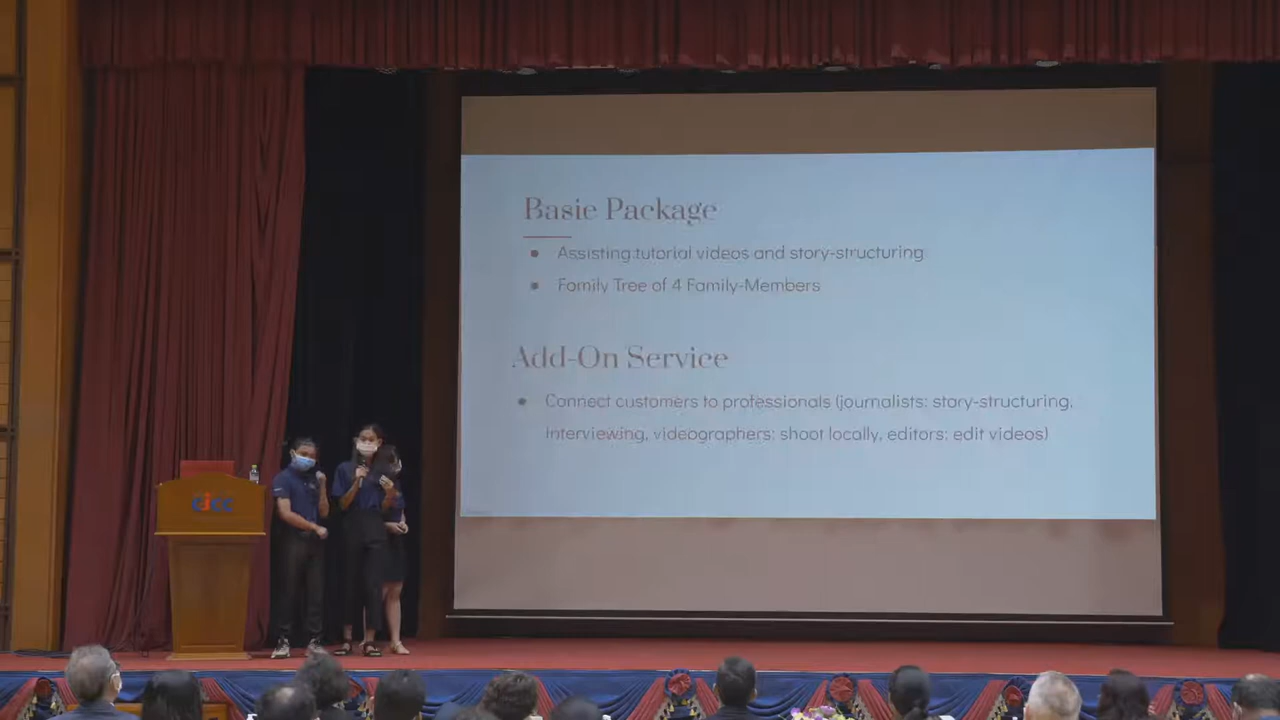 CJCC
Basic Package
Assisting tutorial videos and story-structuring
Family Tree of 4 Family-Members
Add-On Service
Connect customers to professionals (journalists: story-structuring,
interviewing, videographers: shoot locally, editors: edit videos)